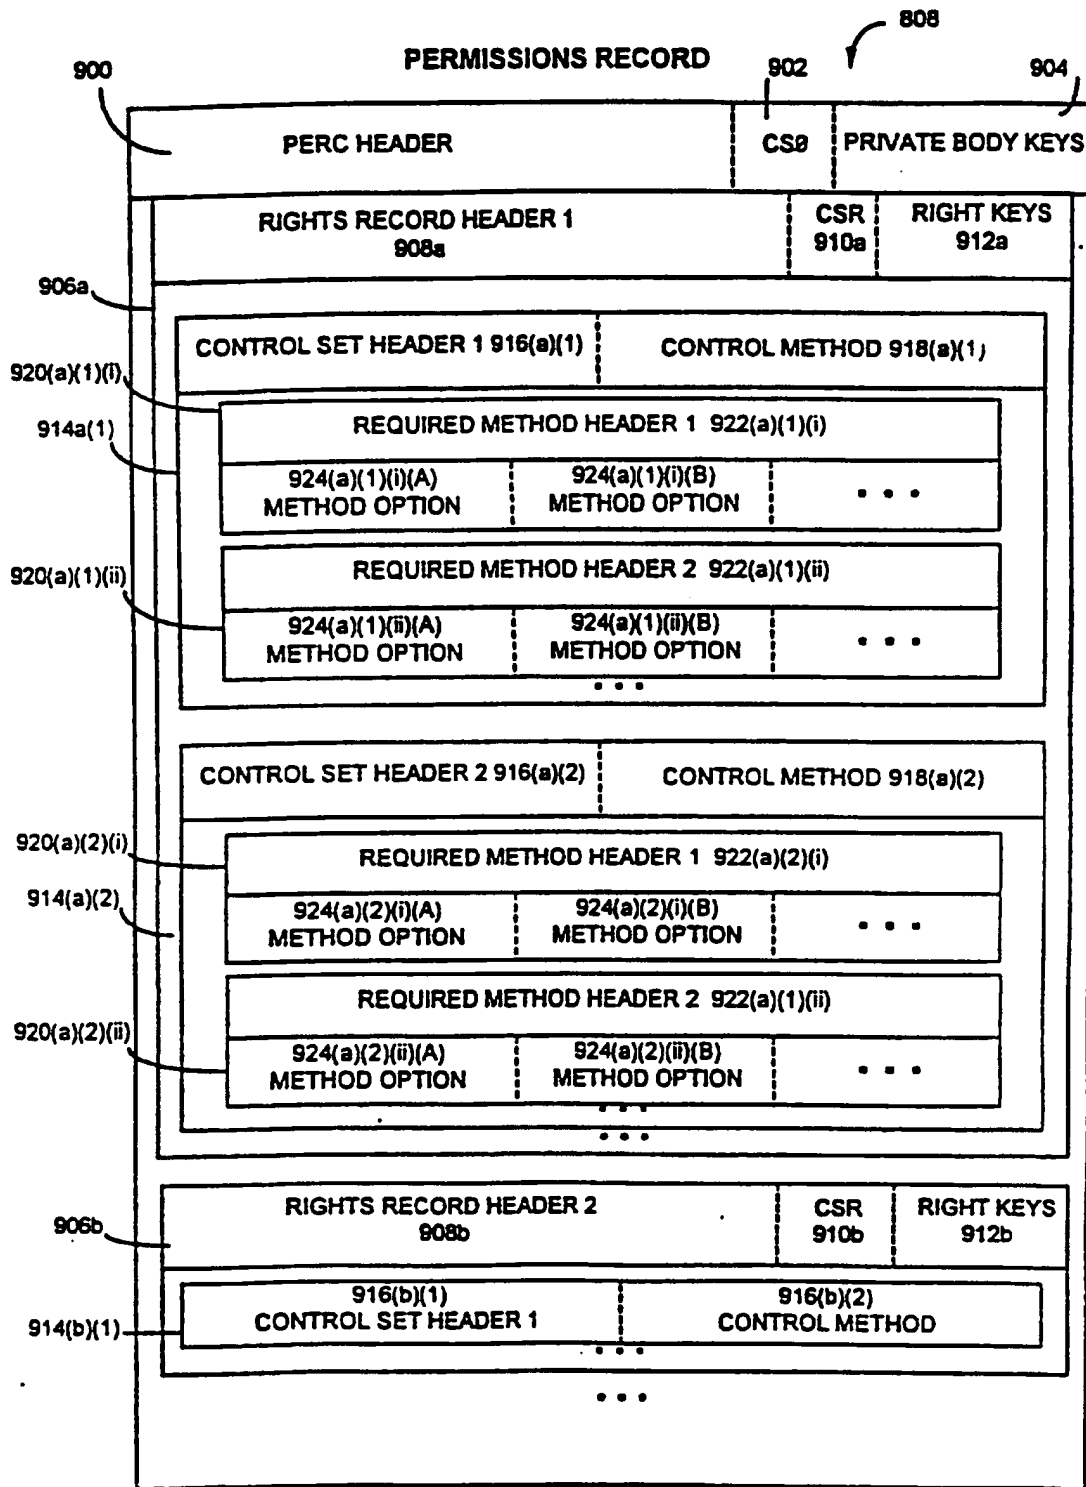 808
PERMISSIONS RECORD
900
902
904
PERC HEADER
CS0
PRIVATE BODY KEYS
RIGHTS RECORD HEADER 1
908a
CSR
910a
RIGHT KEYS
912a
906a
CONTROL SET HEADER 1 916(a)(1)
CONTROL METHOD 918(a)(1)
920(a)(1)(i)
REQUIRED METHOD HEADER 1 922(a)(1)(i)
914a(1)
924(a)(1)(i)(A)
METHOD OPTION
924(a)(1)(i)(B)
METHOD OPTION
• • •
REQUIRED METHOD HEADER 2 922(a)(1)(ii)
920(a)(1)(ii)
924(a)(1)(ii)(A)
METHOD OPTION
924(a)(1)(ii)(B)
METHOD OPTION
• • •
• • •
CONTROL SET HEADER 2 916(a)(2)
CONTROL METHOD 918(a)(2)
920(a)(2)(i)
REQUIRED METHOD HEADER 1 922(a)(2)(i)
914(a)(2)
924(a)(2)(i)(A)
METHOD OPTION
924(a)(2)(i)(B)
METHOD OPTION
• • •
REQUIRED METHOD HEADER 2 922(a)(1)(ii)
920(a)(2)(ii)
924(a)(2)(ii)(A)
METHOD OPTION
924(a)(2)(ii)(B)
METHOD OPTION
• • •
• • •
• • •
RIGHTS RECORD HEADER 2
908b
CSR
910b
RIGHT KEYS
912b
906b
916(b)(1)
CONTROL SET HEADER 1
916(b)(2)
CONTROL METHOD
914(b)(1)
• • •
• • •